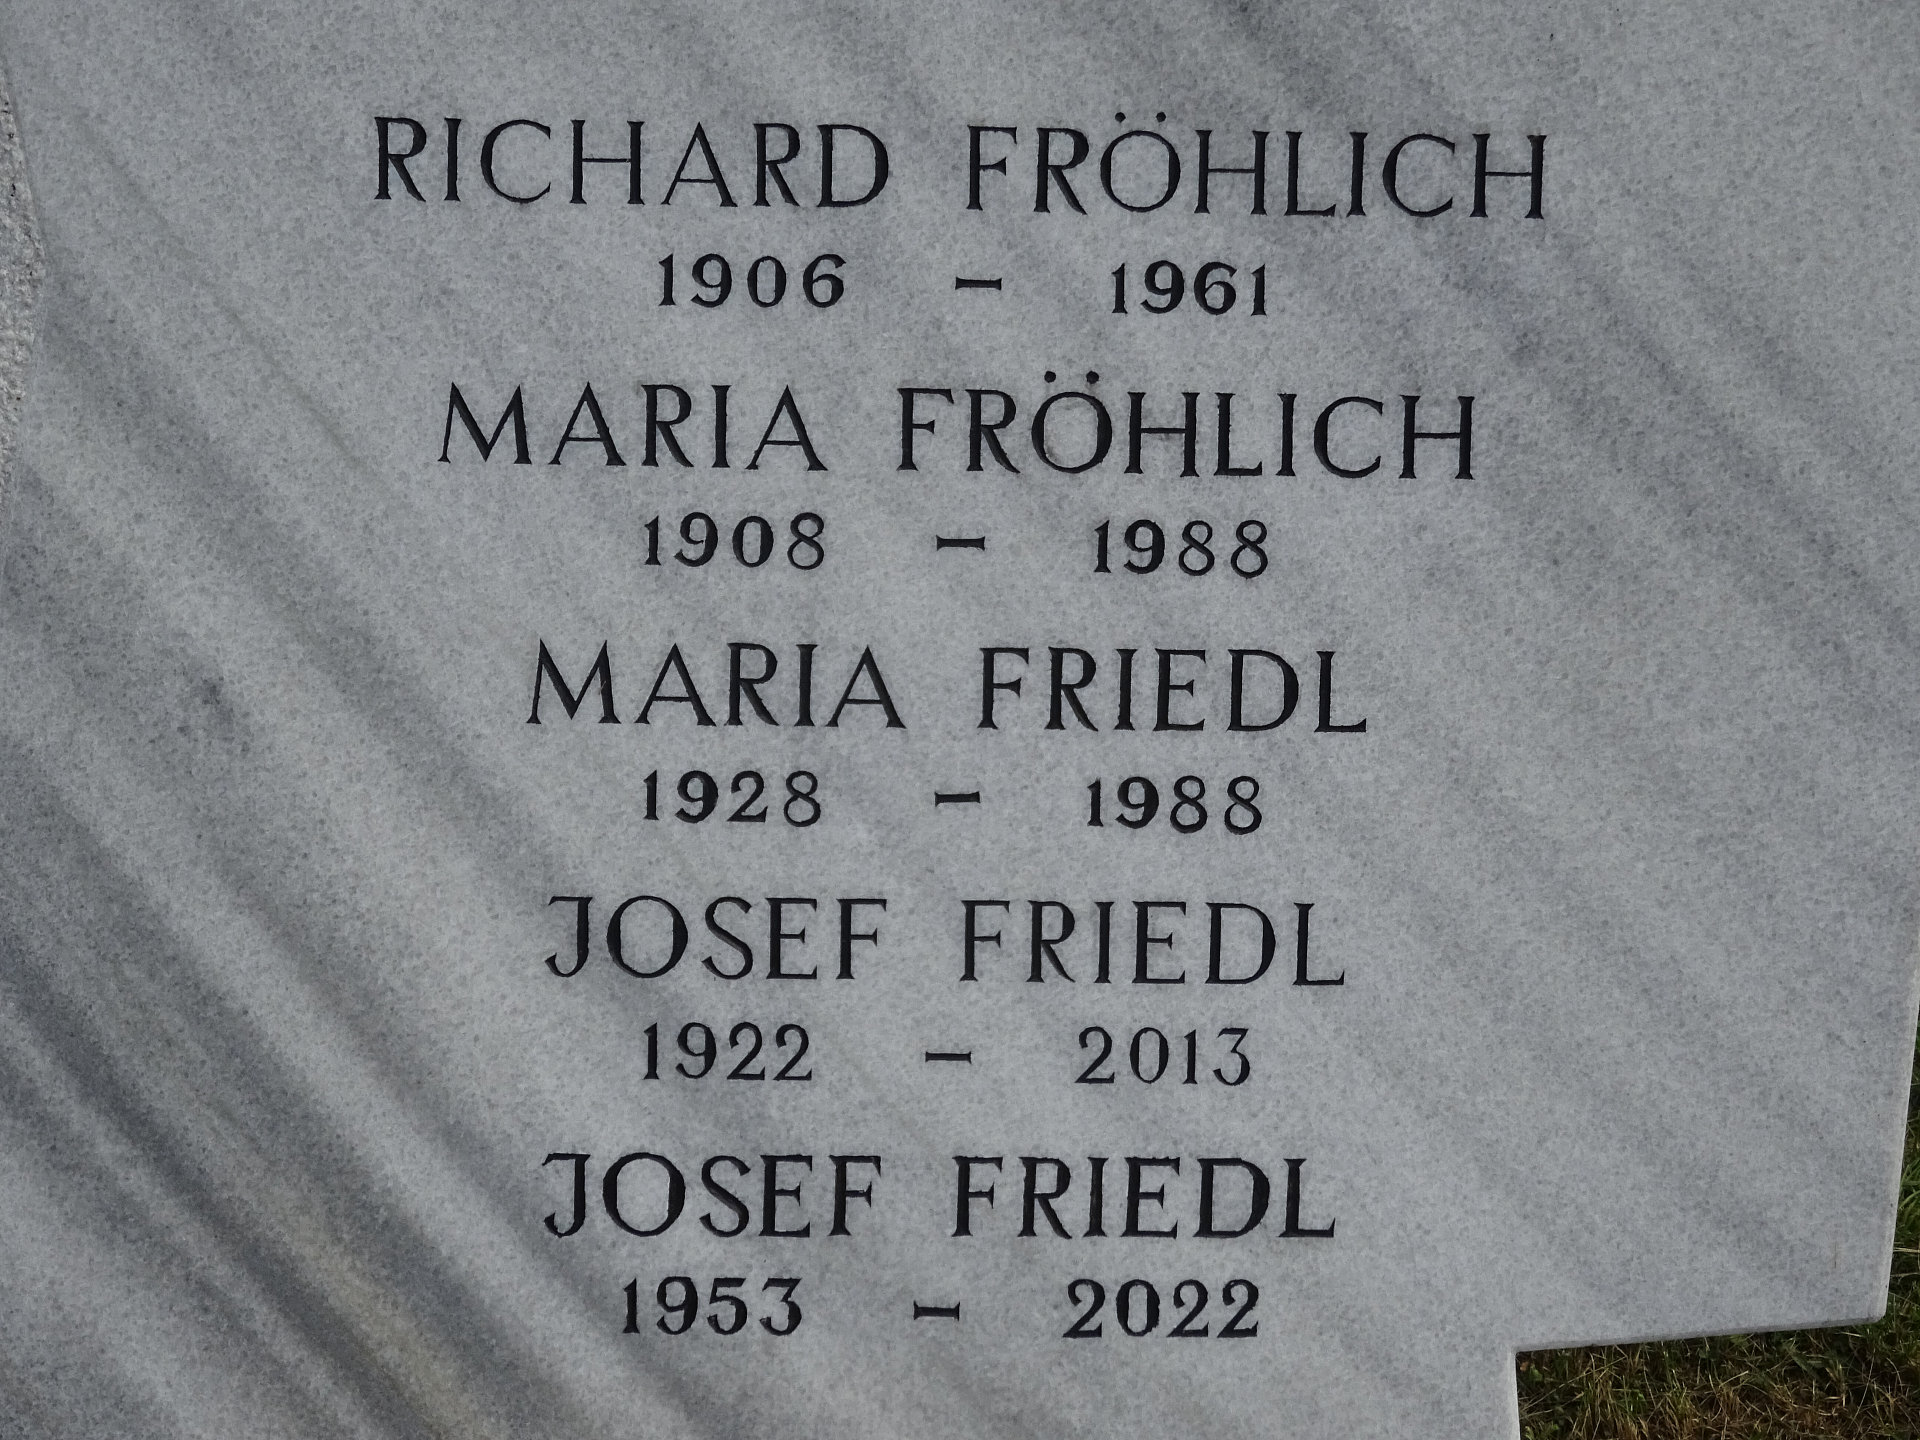 RICHARD FRÖHLICH
1906 – 1961
MARIA FRÖHLICH
1908 – 1988
MARIA FRIEDL
1928 – 1988
JOSEF FRIEDL
1922 – 2013
JOSEF FRIEDL
1953 – 2022